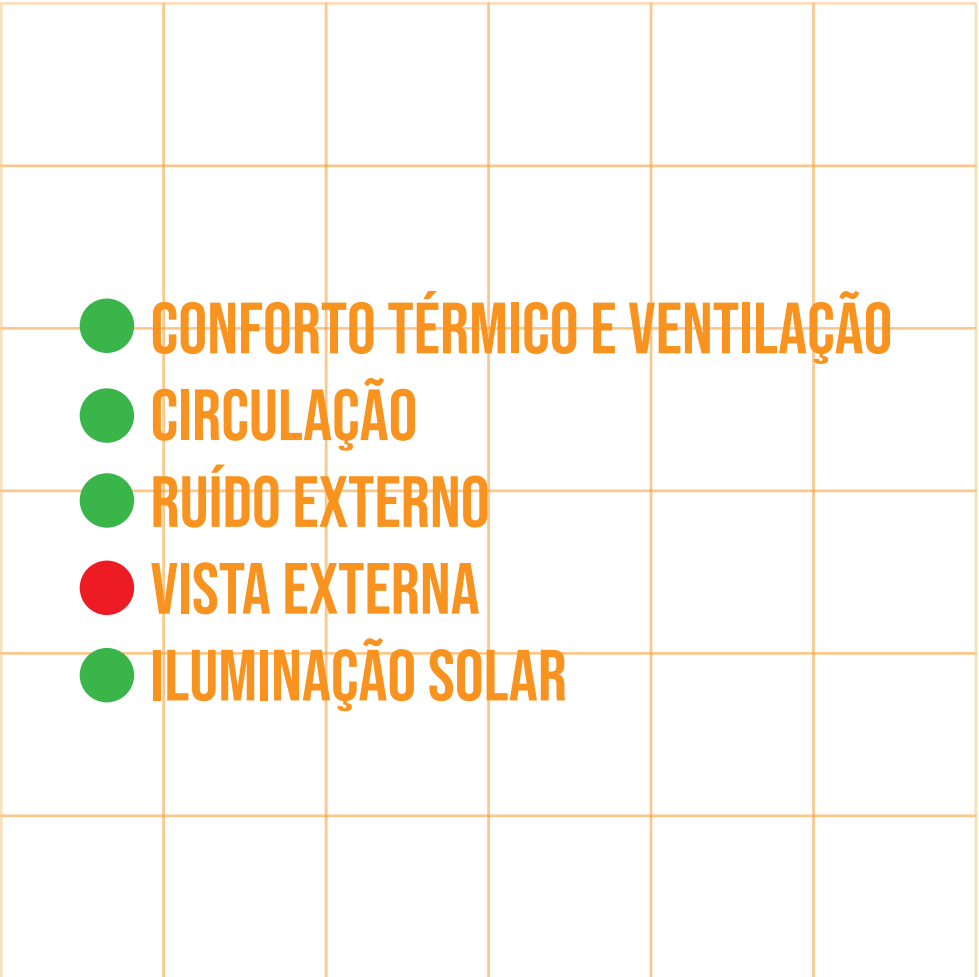 CONFORTO TÉRMICO E VENTILAÇÃO
CIRCULAÇÃO
RUÍDO EXTERNO
VISTA EXTERNA
ILUMINAÇÃO SOLAR